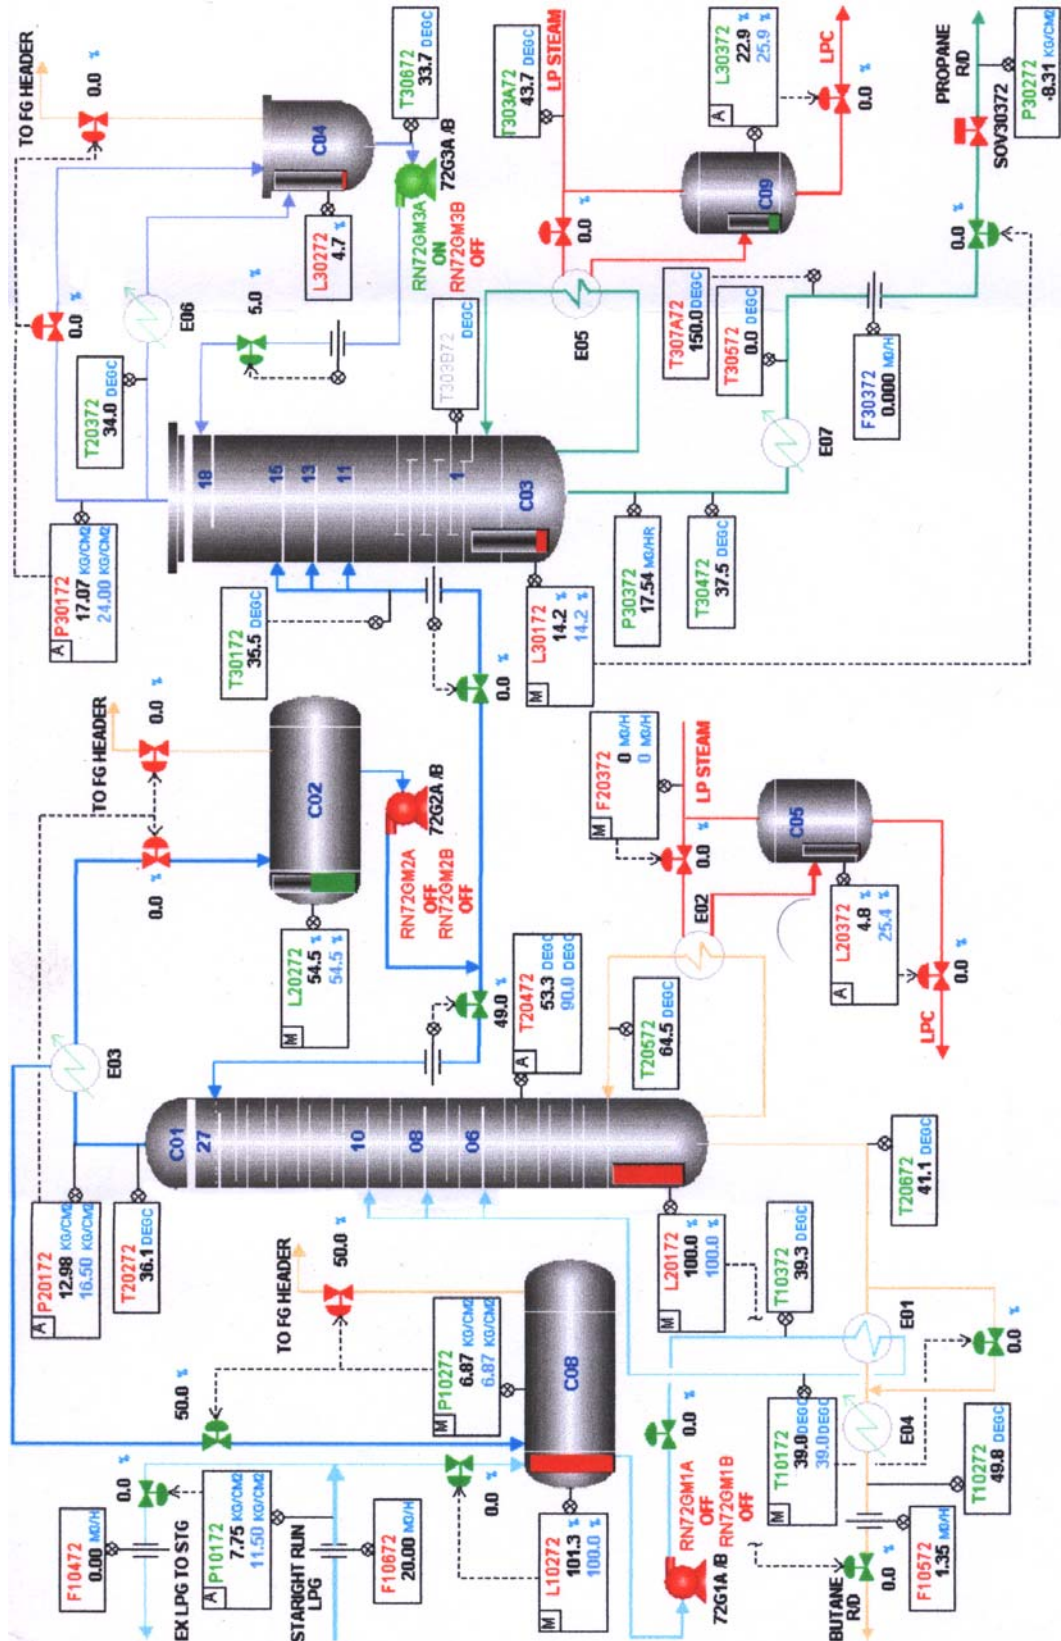 F10472
0.00 M3/H
EX LPG TO STG
0.0 %
A
P10172
7.75 KG/CM2
11.50 KG/CM2
STARIGHT RUN
LPG
F10672
20.00 M3/H
50.0 %
TO FG HEADER
50.0 %
M
P10272
6.87 KG/CM2
6.87 KG/CM2
C08
0.0 %
M
L10272
101.3 %
100.0 %
RN72GM1A
OFF
RN72GM1B
OFF
72G1A /B
0.0 %
BUTANE
R/D
0.0 %
F10572
1.35 M3/H
M
T10172
39.0 DEGC
39.0 DEGC
T10272
49.8 DEGC
E04
E01
0.0 %
T10372
39.3 DEGC
T20672
41.1 DEGC
M
L20172
100.0 %
100.0 %
A
P20172
12.98 KG/CM2
16.50 KG/CM2
T20272
36.1 DEGC
E03
C01
27
10
08
06
A
T20472
53.3 DEGC
90.0 DEGC
T20572
64.5 DEGC
49.0 %
TO FG HEADER
0.0 %
0.0 %
C02
M
L20272
54.5 %
54.5 %
RN72GM2A
OFF
RN72GM2B
OFF
72G2A /B
E02
M
F20372
0 M3/H
0 M3/H
LP STEAM
0.0 %
C05
A
L20372
4.8 %
25.4 %
0.0 %
LPC
T30172
35.5 DEGC
0.0 %
A
P30172
17.07 KG/CM2
24.00 KG/CM2
T20372
34.0 DEGC
18
15
13
11
1
C03
M
L30172
14.2 %
14.2 %
P30372
17.54 M3/HR
T30472
37.5 DEGC
E07
T303B72
DEGC
TO FG HEADER
0.0 %
0.0 %
E06
C04
L30272
4.7 %
5.0 %
T30672
33.7 DEGC
72G3A /B
RN72GM3A
ON
RN72GM3B
OFF
T303A72
43.7 DEGC
LP STEAM
0.0 %
E05
C09
A
L30372
22.9 %
25.9 %
LPC
0.0 %
T307A72
150.0 DEGC
T30572
0.0 DEGC
F30372
0.000 M3/H
0.0 %
SOV30372
PROPANE
R/D
P30272
-8.31 KG/CM2